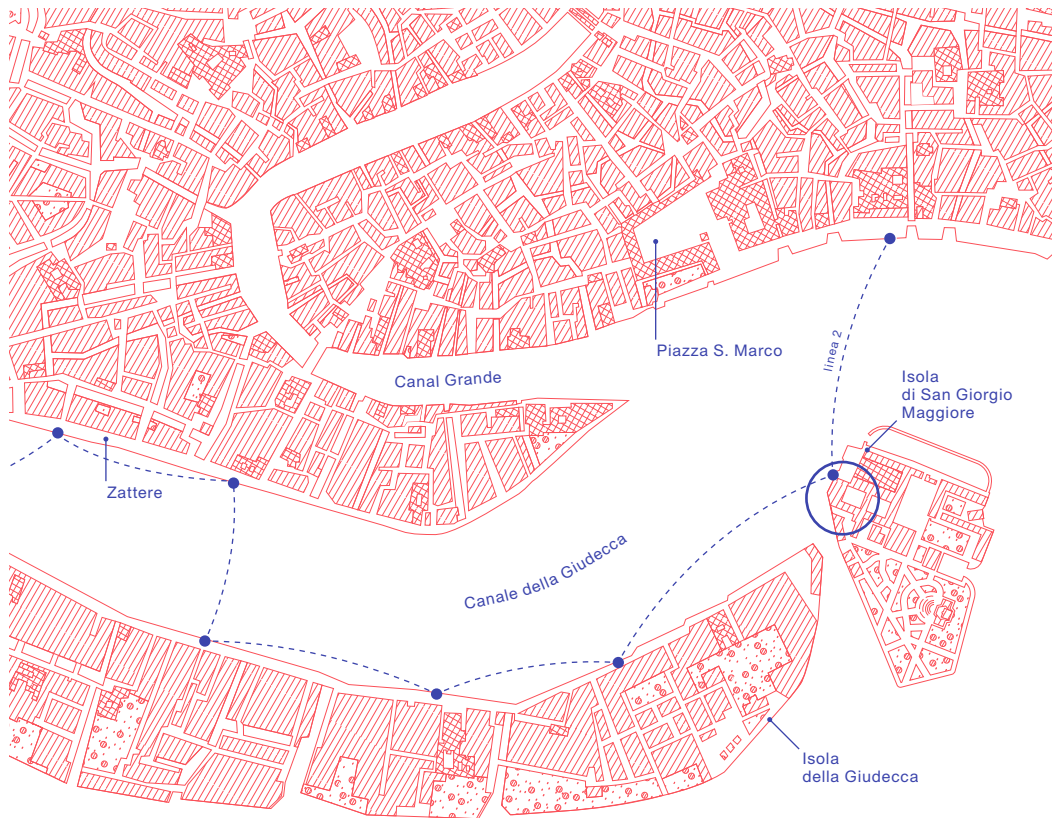 Piazza S. Marco
linea 2
Canal Grande
Isola
di San Giorgio
Maggiore
Zattere
Canale della Giudecca
Isola
della Giudecca